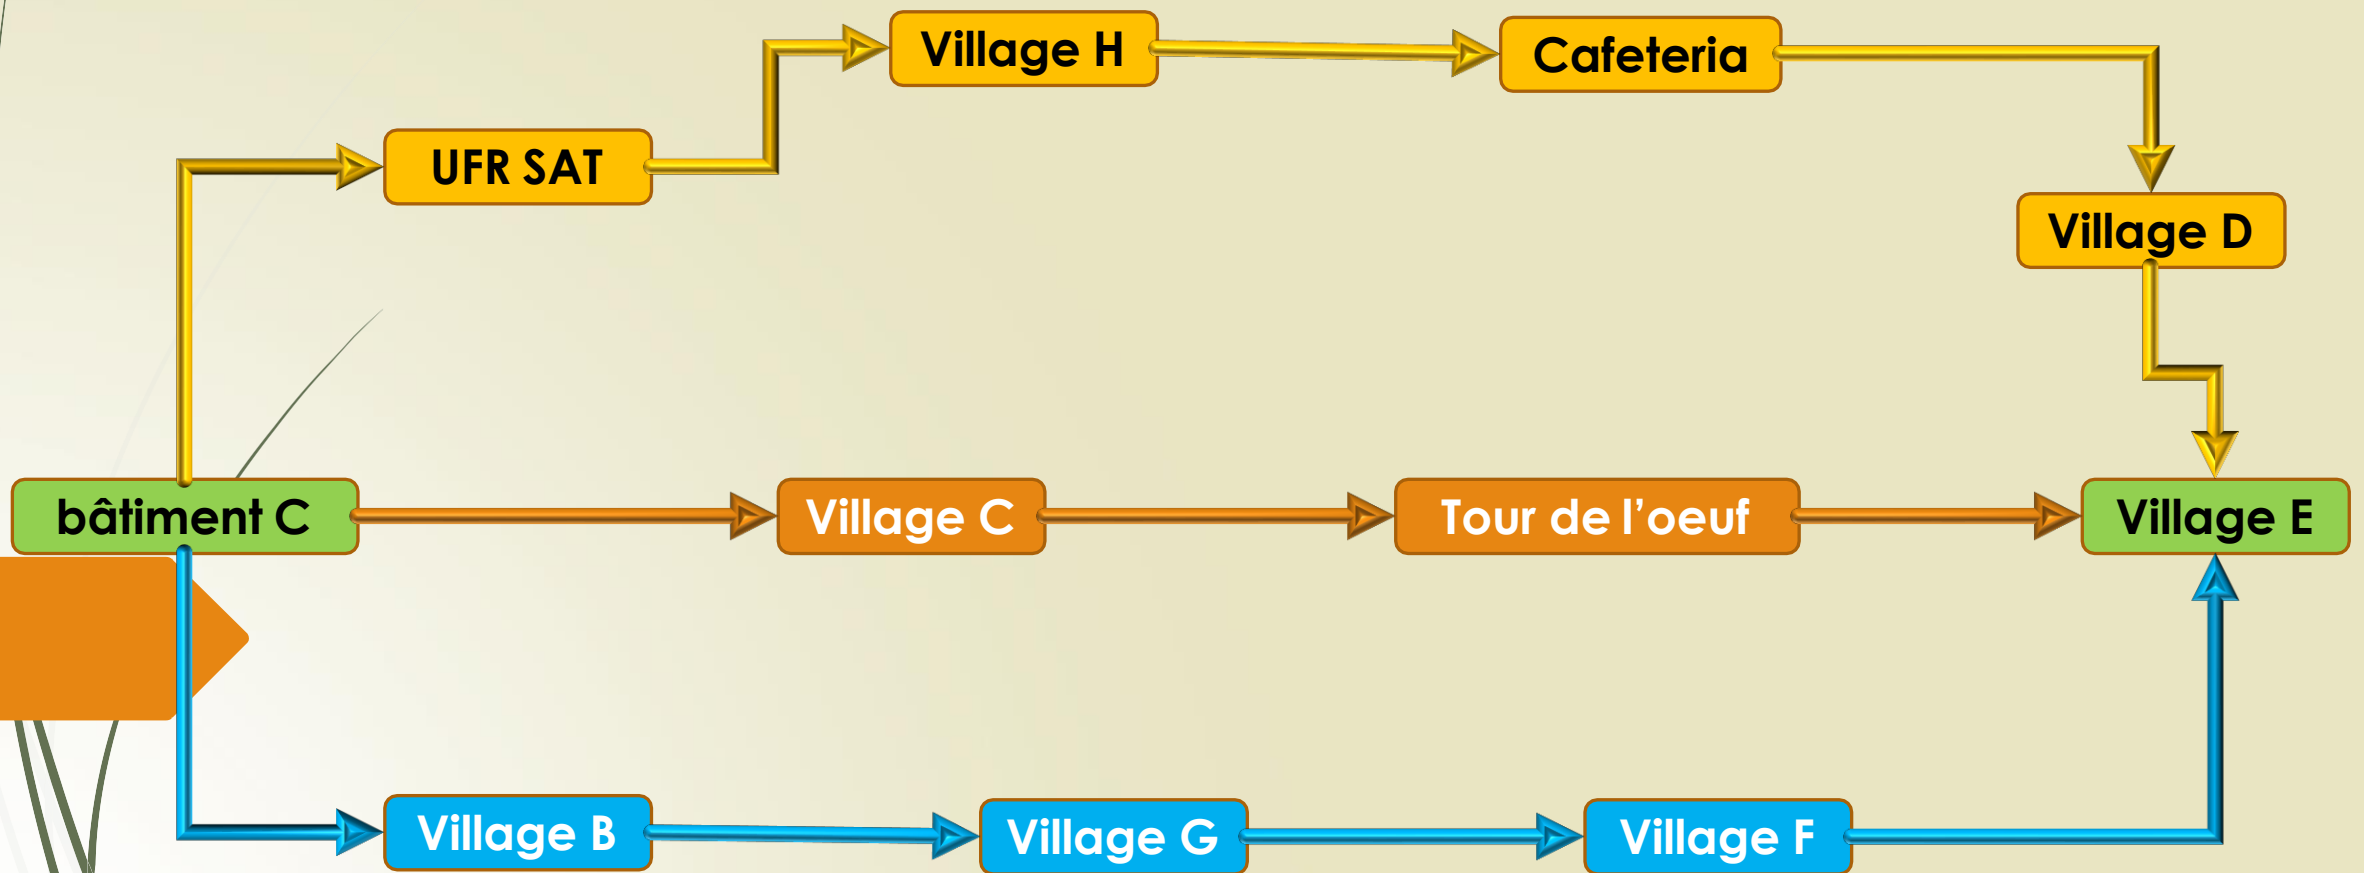 Village H
Cafeteria
UFR SAT
Village D
bâtiment C
Village C
Tour de l’oeuf
Village E
Village B
Village G
Village F